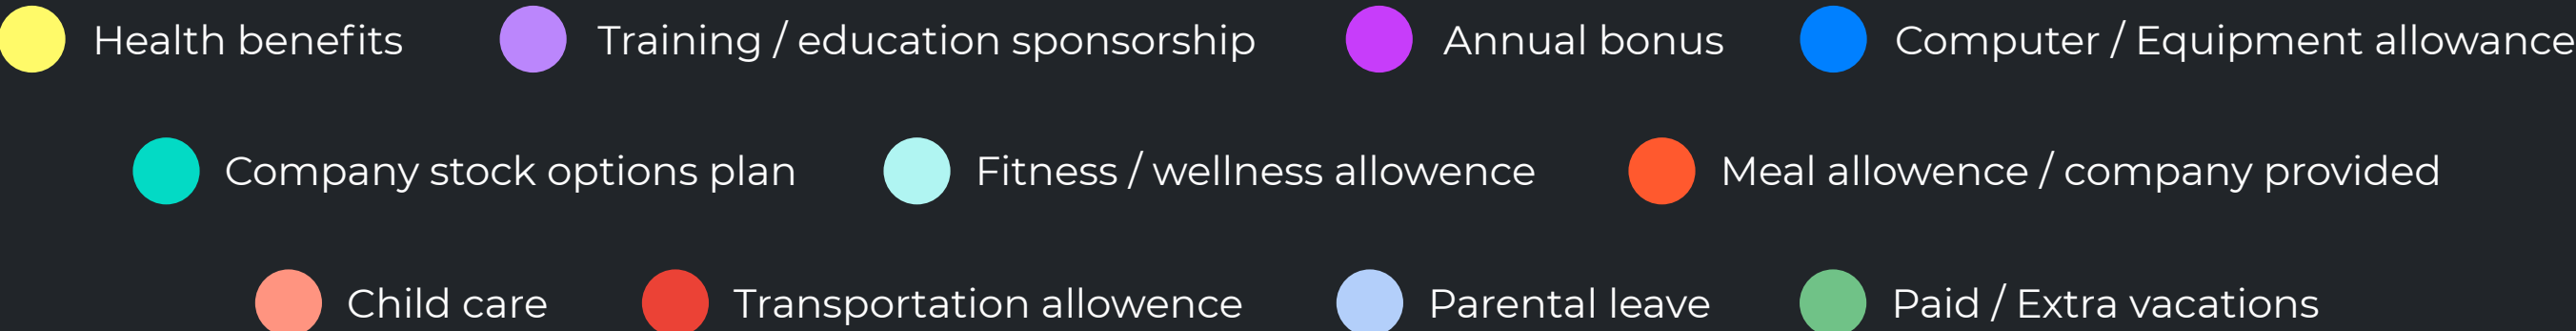 Health benefits Training / education sponsorship Annual bonus Computer / Equipment allowance
Company stock options plan Fitness / wellness allowence Meal allowence / company provided
Child care Transportation allowence Parental leave Paid / Extra vacations